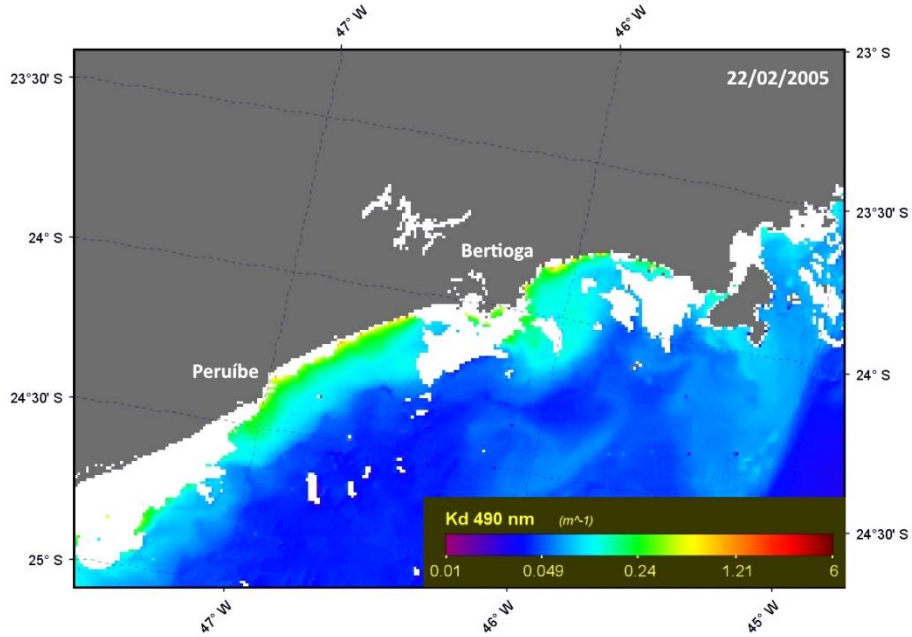 47° W
46° W
23°30' S
23° S
22/02/2005
23°30' S
24° S
Bertioga
Peruíbe
24° S
24°30' S
Kd 490 nm (m^-1)
0.01 0.049 0.24 1.21 6
24°30' S
25° S
47° W
46° W
45° W